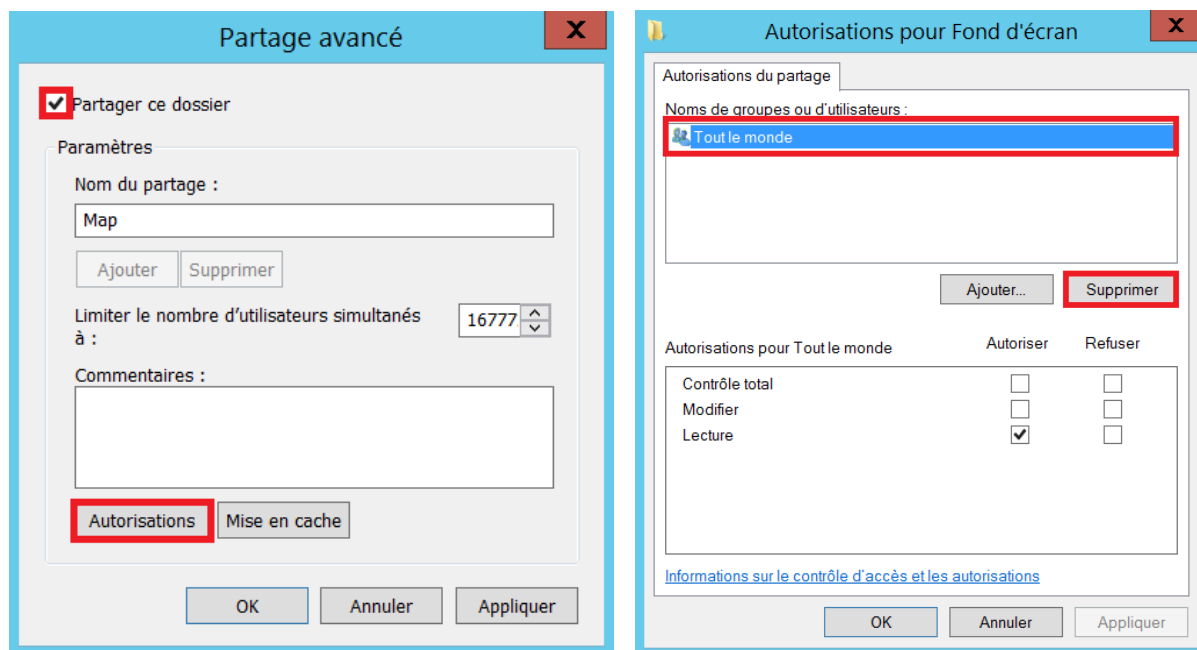 Partage avancé
X
Partager ce dossier
Paramètres
Nom du partage :
Map
Ajouter
Supprimer
Limiter le nombre d'utilisateurs simultanés
à :
16777
Commentaires :
Autorisations
Mise en cache
OK
Annuler
Appliquer
Autorisations pour Fond d'écran
X
Autorisations du partage
Noms de groupes ou d'utilisateurs :
Tout le monde
Ajouter...
Supprimer
Autorisations pour Tout le monde
Autoriser
Refuser
Contrôle total
Modifier
Lecture
Informations sur le contrôle d'accès et les autorisations
OK
Annuler
Appliquer